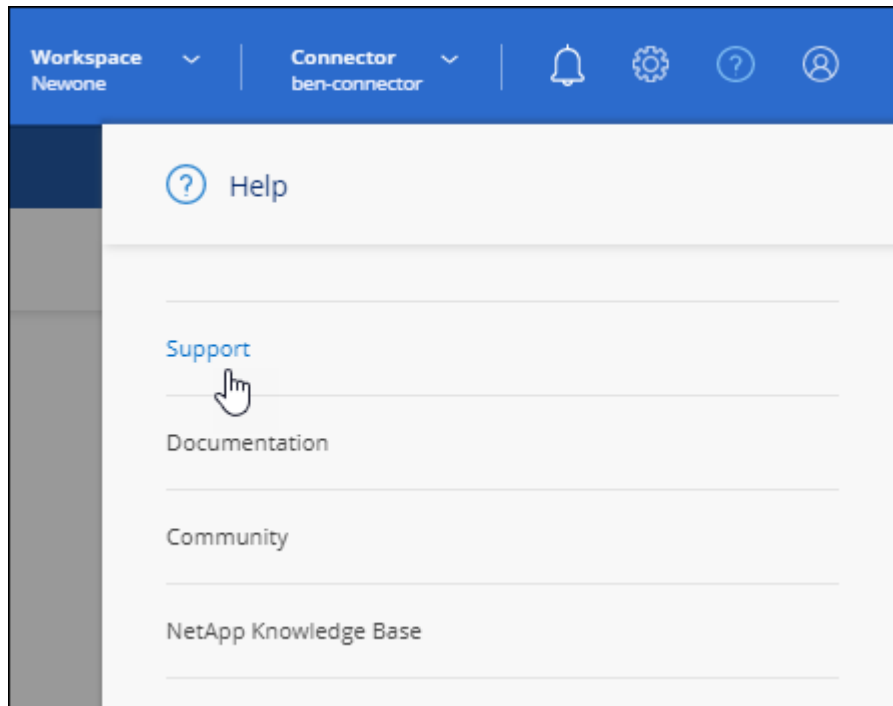 Workspace
Newone
Connector
ben-connector
Help
Support
Documentation
Community
NetApp Knowledge Base